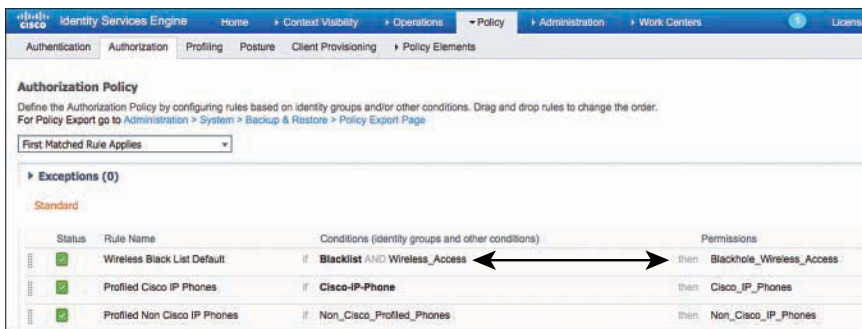 cisco Identity Services Engine Home Context Visibility Operations Policy Administration Work Centers
Authentication Authorization Profiling Posture Client Provisioning Policy Elements
Authorization Policy
Define the Authorization Policy by configuring rules based on identity groups and/or other conditions. Drag and drop rules to change the order.
For Policy Export go to Administration > System > Backup & Restore > Policy Export Page
First Matched Rule Applies
Exceptions (0)
Standard
Status Rule Name Conditions (identity groups and other conditions) Permissions
Wireless Black List Default if Blacklist AND Wireless_Access then Blackhole_Wireless_Access
Profiled Cisco IP Phones if Cisco-IP-Phone then Cisco_IP_Phones
Profiled Non Cisco IP Phones if Non_Cisco_Profiled_Phones then Non_Cisco_IP_Phones